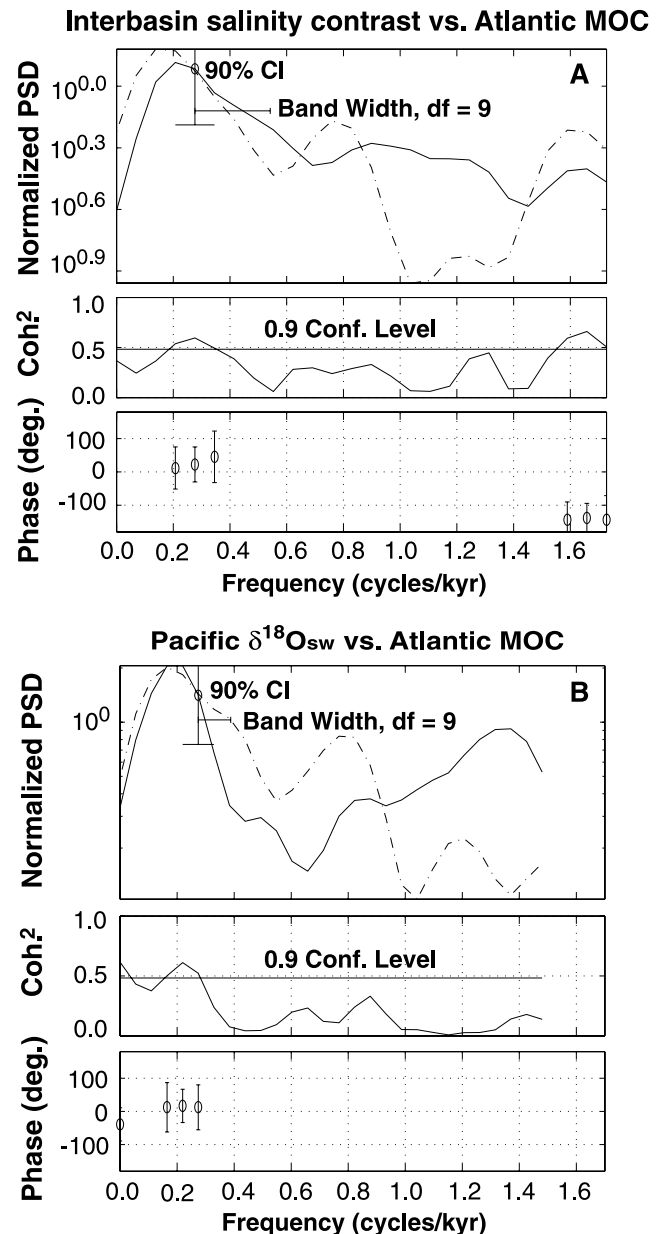 Interbasin salinity contrast vs. Atlantic MOC
A
90% CI
Band Width, df = 9
Normalized PSD
10^0.0
10^0.3
10^0.6
10^0.9
0.9 Conf. Level
Coh.²
1.0
0.5
0.0
Phase (deg.)
100
0
-100
0.0 0.2 0.4 0.6 0.8 1.0 1.2 1.4 1.6
Frequency (cycles/kyr)
Pacific δ¹⁸Osw vs. Atlantic MOC
B
90% CI
Band Width, df = 9
Normalized PSD
10⁰
0.9 Conf. Level
Coh.²
1.0
0.5
0.0
Phase (deg.)
100
0
-100
0.0 0.2 0.4 0.6 0.8 1.0 1.2 1.4 1.6
Frequency (cycles/kyr)